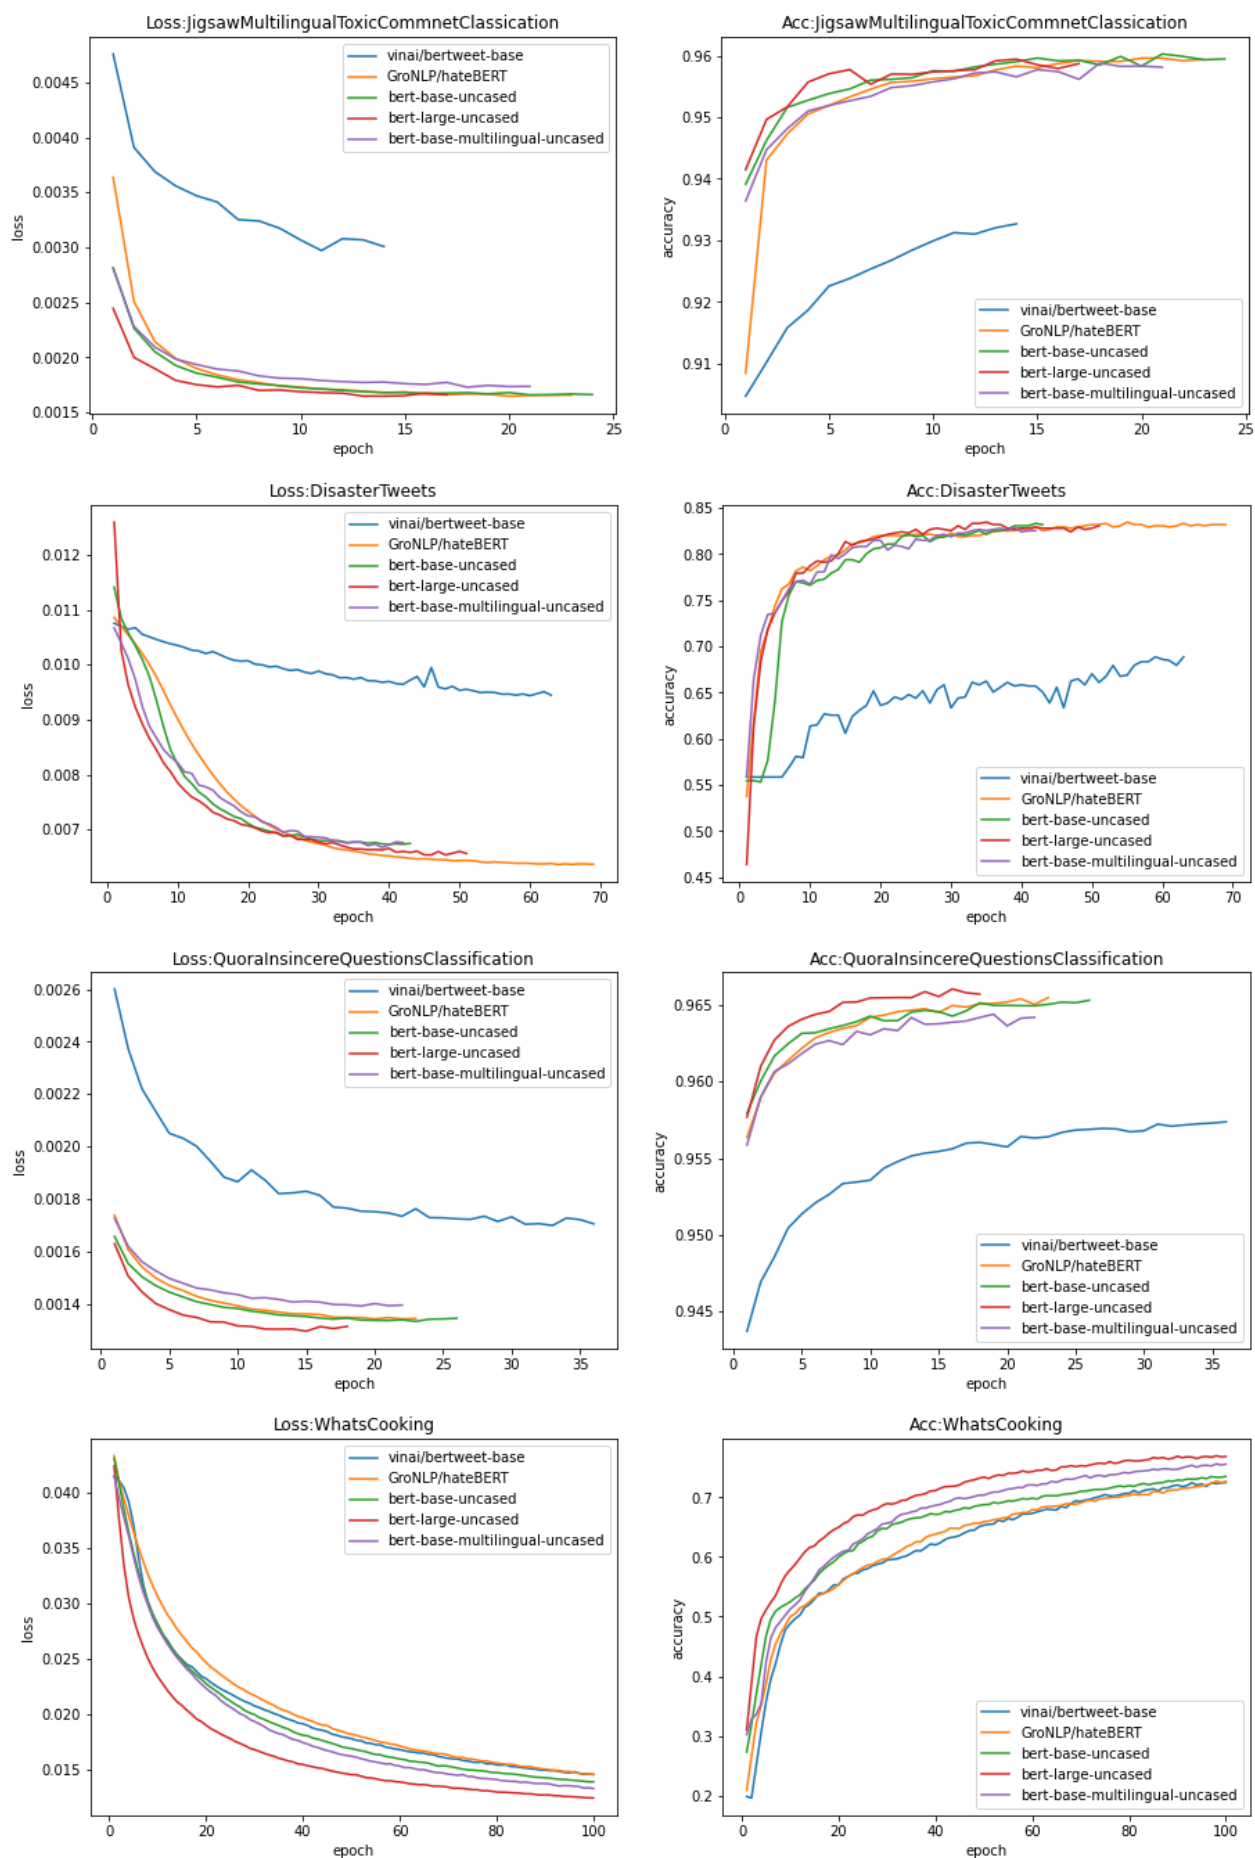 Loss:JigsawMultilingualToxicCommnetClassication
vinai/bertweet-base
GroNLP/hateBERT
bert-base-uncased
bert-large-uncased
bert-base-multilingual-uncased
0.0045
0.0040
0.0035
0.0030
0.0025
0.0020
0.0015
loss
0 5 10 15 20 25
epoch
Acc:JigsawMultilingualToxicCommnetClassication
0.96
0.95
0.94
0.93
0.92
0.91
accuracy
vinai/bertweet-base
GroNLP/hateBERT
bert-base-uncased
bert-large-uncased
bert-base-multilingual-uncased
0 5 10 15 20 25
epoch
Loss:DisasterTweets
vinai/bertweet-base
GroNLP/hateBERT
bert-base-uncased
bert-large-uncased
bert-base-multilingual-uncased
0.012
0.011
0.010
0.009
0.008
0.007
loss
0 10 20 30 40 50 60 70
epoch
Acc:DisasterTweets
0.85
0.80
0.75
0.70
0.65
0.60
0.55
0.50
0.45
accuracy
vinai/bertweet-base
GroNLP/hateBERT
bert-base-uncased
bert-large-uncased
bert-base-multilingual-uncased
0 10 20 30 40 50 60 70
epoch
Loss:QuoraInsincereQuestionsClassification
vinai/bertweet-base
GroNLP/hateBERT
bert-base-uncased
bert-large-uncased
bert-base-multilingual-uncased
0.0026
0.0024
0.0022
0.0020
0.0018
0.0016
0.0014
loss
0 5 10 15 20 25 30 35
epoch
Acc:QuoraInsincereQuestionsClassification
0.965
0.960
0.955
0.950
0.945
accuracy
vinai/bertweet-base
GroNLP/hateBERT
bert-base-uncased
bert-large-uncased
bert-base-multilingual-uncased
0 5 10 15 20 25 30 35
epoch
Loss:WhatsCooking
vinai/bertweet-base
GroNLP/hateBERT
bert-base-uncased
bert-large-uncased
bert-base-multilingual-uncased
0.040
0.035
0.030
0.025
0.020
0.015
loss
0 20 40 60 80 100
epoch
Acc:WhatsCooking
0.7
0.6
0.5
0.4
0.3
0.2
accuracy
vinai/bertweet-base
GroNLP/hateBERT
bert-base-uncased
bert-large-uncased
bert-base-multilingual-uncased
0 20 40 60 80 100
epoch